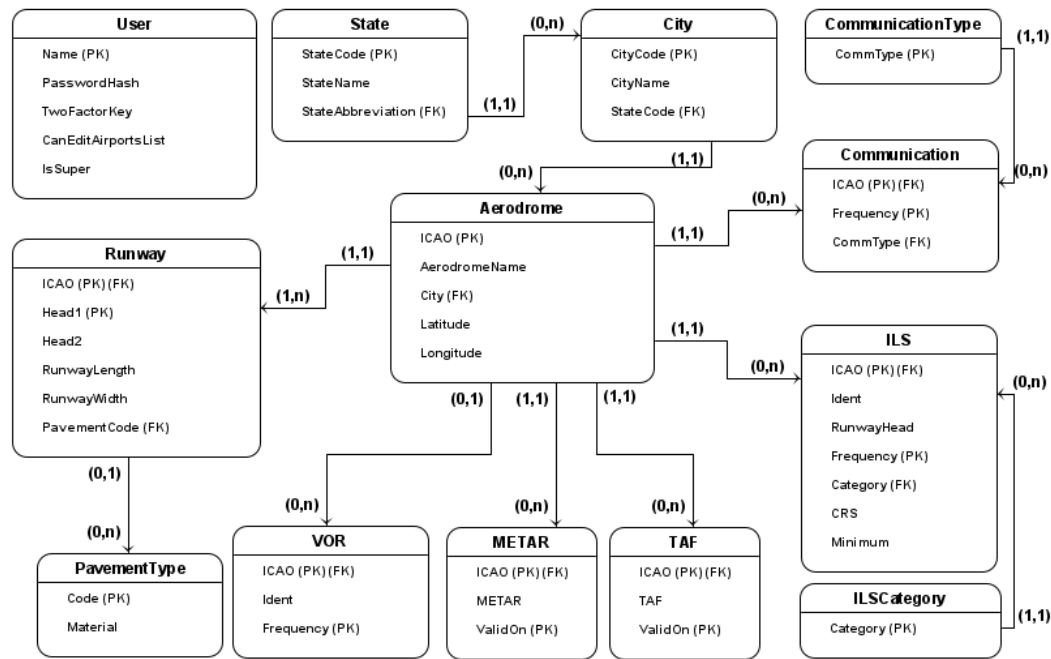 User
Name (PK)
PasswordHash
TwoFactorKey
CanEditAirportsList
IsSuper
State
StateCode (PK)
StateName
StateAbbreviation (FK)
(1,1)
(0,n)
City
CityCode (PK)
CityName
StateCode (FK)
(1,1)
(0,n)
CommunicationType
CommType (PK)
(1,1)
(0,n)
Communication
ICAO (PK)(FK)
Frequency (PK)
CommType (FK)
(0,n)
(1,1)
Aerodrome
ICAO (PK)
AerodromeName
City (FK)
Latitude
Longitude
(1,1)
(1,n)
Runway
ICAO (PK)(FK)
Head1 (PK)
Head2
RunwayLength
RunwayWidth
PavementCode (FK)
(0,1)
(0,n)
PavementType
Code (PK)
Material
(0,1)
(0,n)
VOR
ICAO (PK)(FK)
Ident
Frequency (PK)
(1,1)
(0,n)
METAR
ICAO (PK)(FK)
METAR
ValidOn (PK)
(1,1)
(0,n)
TAF
ICAO (PK)(FK)
TAF
ValidOn (PK)
(1,1)
(0,n)
ILS
ICAO (PK)(FK)
Ident
RunwayHead
Frequency (PK)
Category (FK)
CRS
Minimum
(0,n)
ILSCategory
Category (PK)
(1,1)